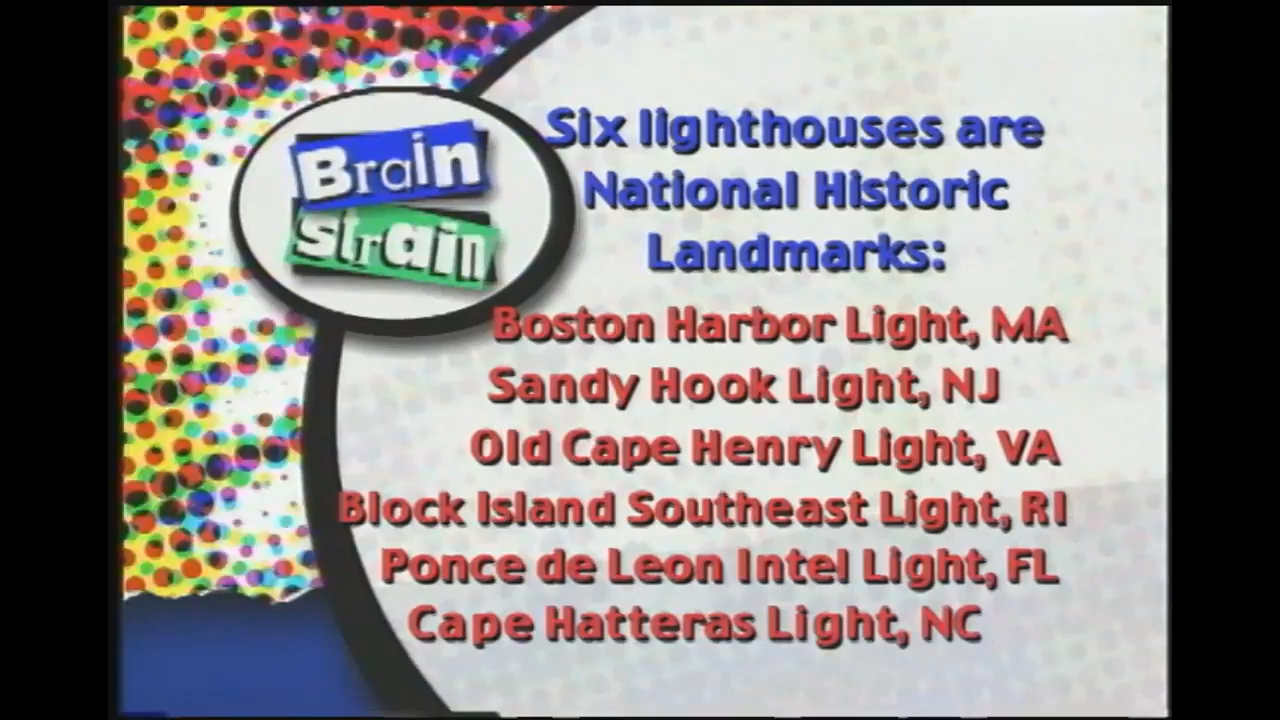 Brain
strain
Six lighthouses are
National Historic
Landmarks:
Boston Harbor Light, MA
Sandy Hook Light, NJ
Old Cape Henry Light, VA
Block Island Southeast Light, RI
Ponce de Leon Intel Light, FL
Cape Hatteras Light, NC